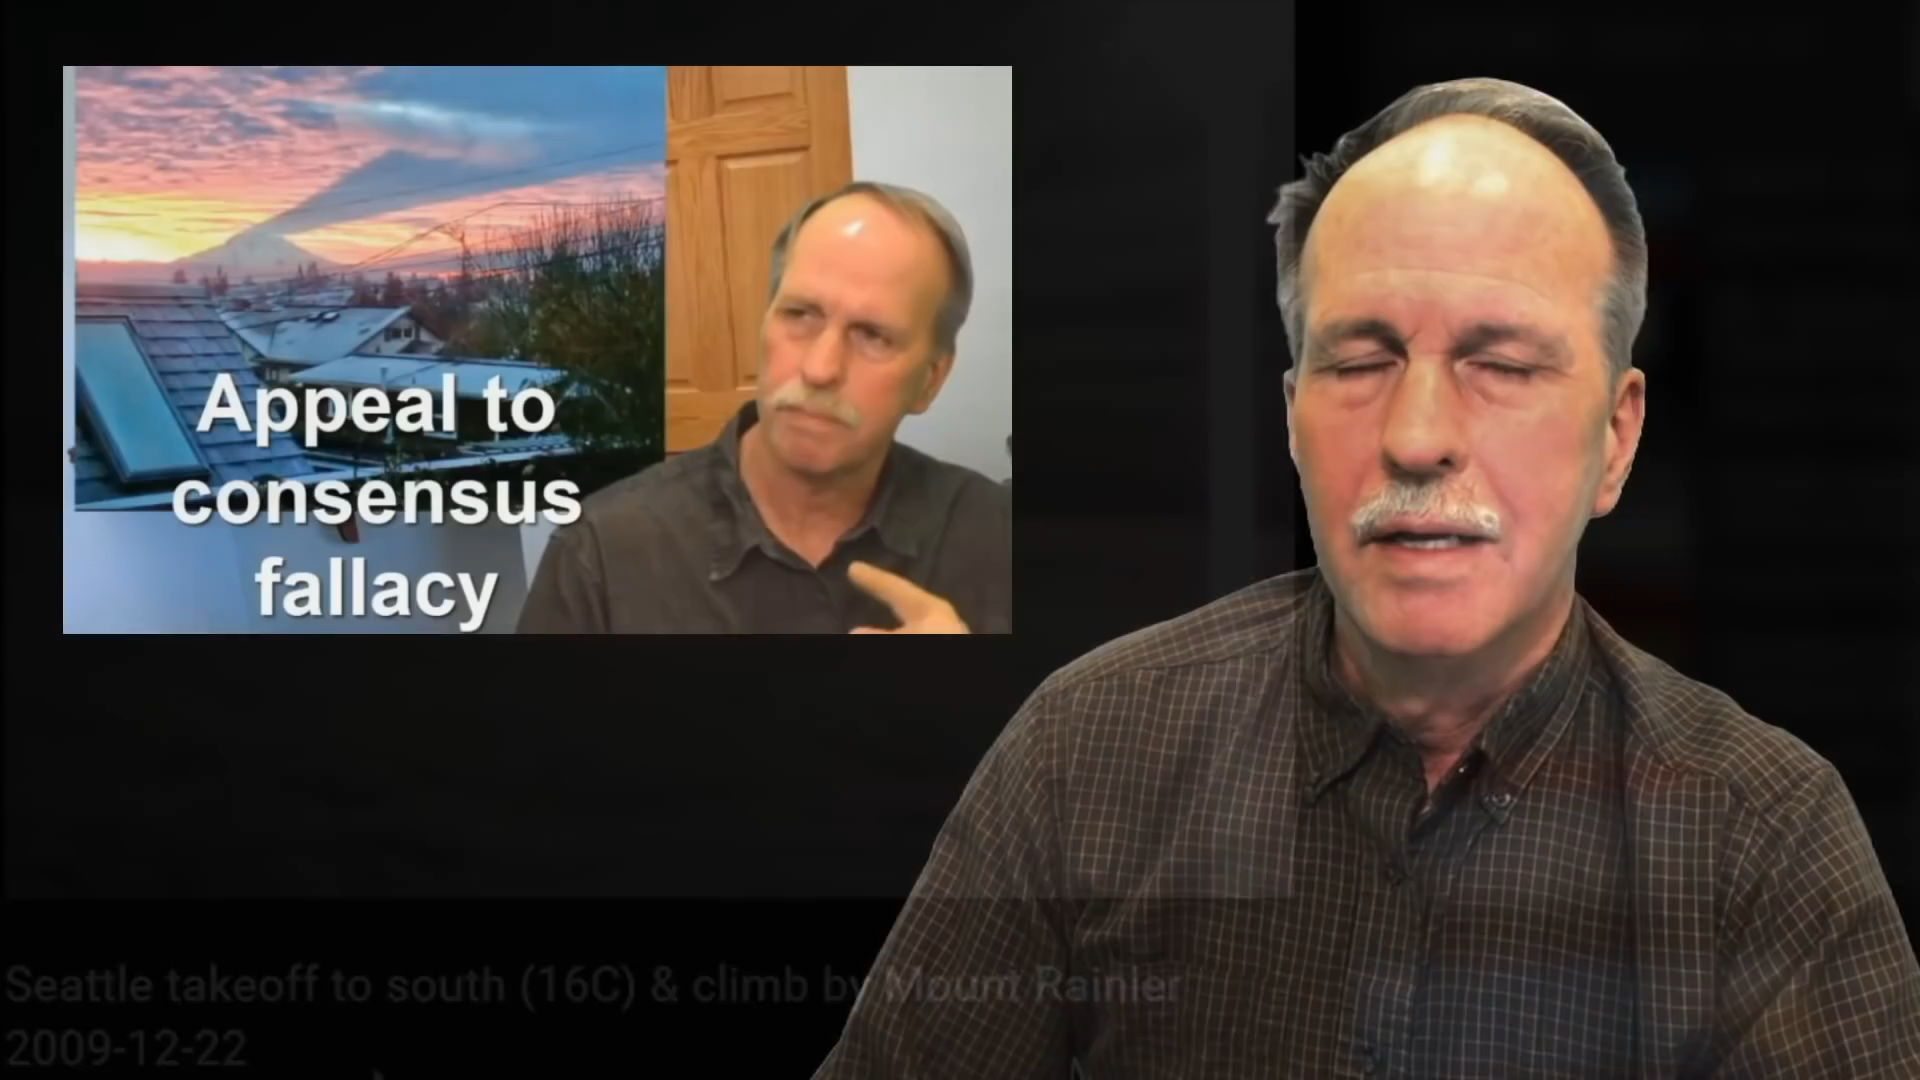 Appeal to
consensus
fallacy
Seattle takeoff to south (16C) & climb by Mount Rainier
2009-12-22